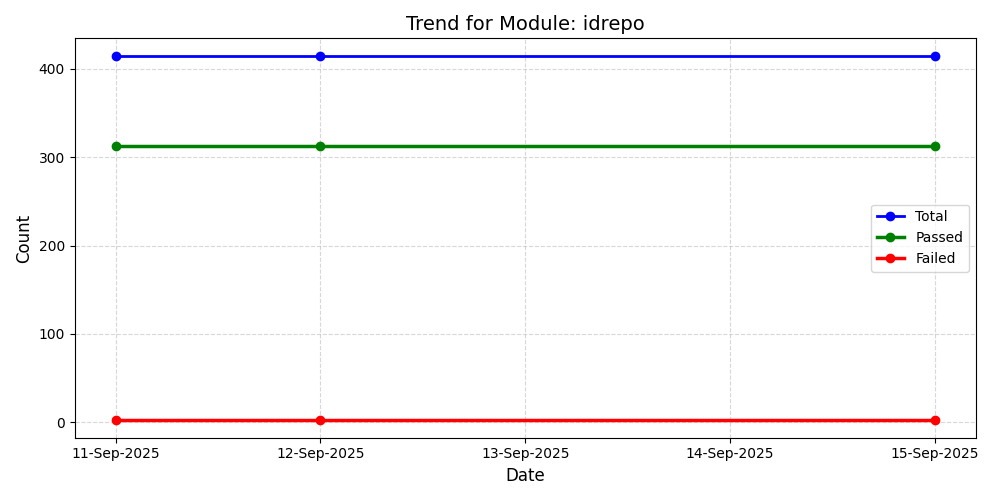 Trend for Module: idrepo
Count
400
300
200
100
0
Total
Passed
Failed
11-Sep-2025
12-Sep-2025
13-Sep-2025
14-Sep-2025
15-Sep-2025
Date